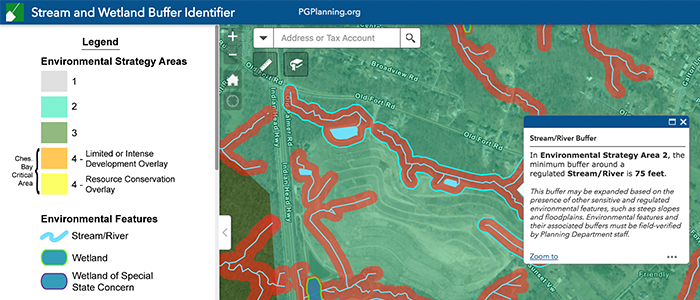 Stream and Wetland Buffer Identifier
PGPlanning.org
Legend
Environmental Strategy Areas
1
2
3
Ches.
Bay
Critical
Area
4 - Limited or Intense
Development Overlay
4 - Resource Conservation
Overlay
Environmental Features
Stream/River
Wetland
Wetland of Special
State Concern
+
−
Address or Tax Account
Broadview Rd
Old Fort Rd
Old Fort Rd
Old Fort Rd
Indian Head Hwy
Indian Head Hwy
Friendly
Stream/River Buffer
In Environmental Strategy Area 2, the
minimum buffer around a
regulated Stream/River is 75 feet.
This buffer may be expanded based on the
presence of other sensitive and regulated
environmental features, such as steep slopes
and floodplains. Environmental features and
their associated buffers must be field-verified
by Planning Department staff.
Zoom to
•••